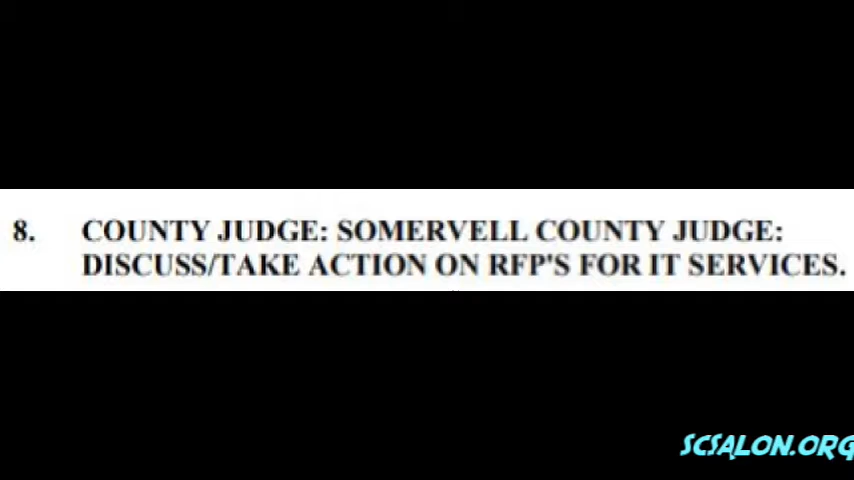 8. COUNTY JUDGE: SOMERVELL COUNTY JUDGE:
DISCUSS/TAKE ACTION ON RFP'S FOR IT SERVICES.
SCSALON.ORG